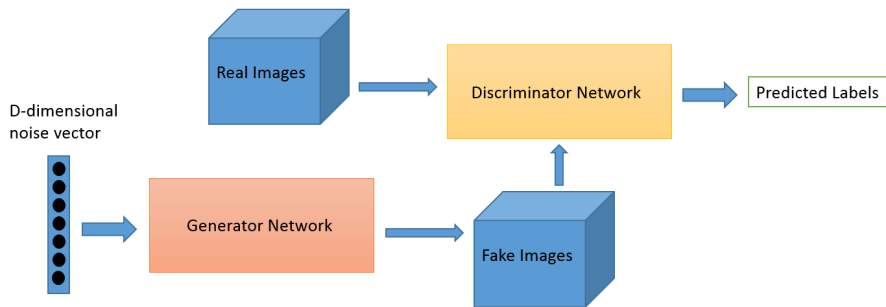 Real Images
Discriminator Network
Predicted Labels
D-dimensional
noise vector
Generator Network
Fake Images